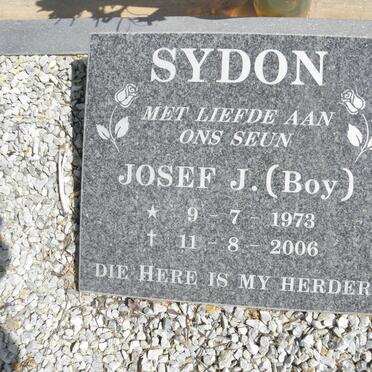 SYDON
MET LIEFDE AAN
ONS SEUN
JOSEF J. (BOY)
★ 9 - 7 - 1973
† 11 - 8 - 2006
DIE HERE IS MY HERDER